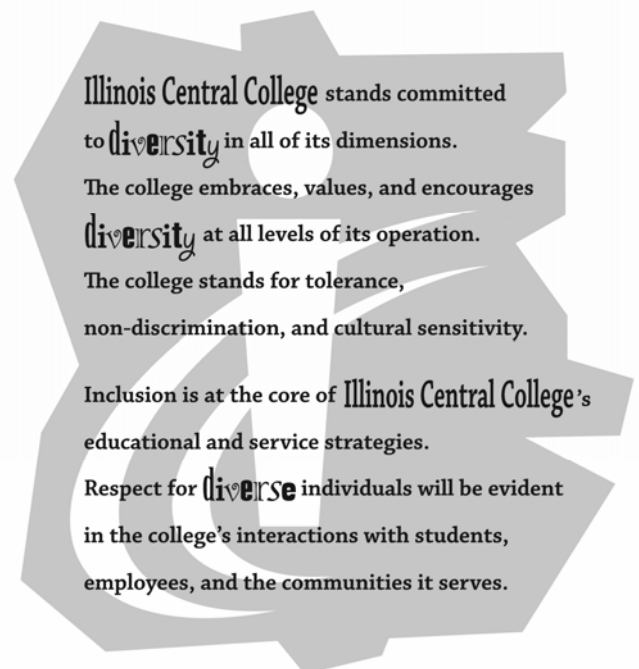 Illinois Central College stands committed
to diversity in all of its dimensions.
The college embraces, values, and encourages
diversity at all levels of its operation.
The college stands for tolerance,
non-discrimination, and cultural sensitivity.
Inclusion is at the core of Illinois Central College's
educational and service strategies.
Respect for diverse individuals will be evident
in the college's interactions with students,
employees, and the communities it serves.